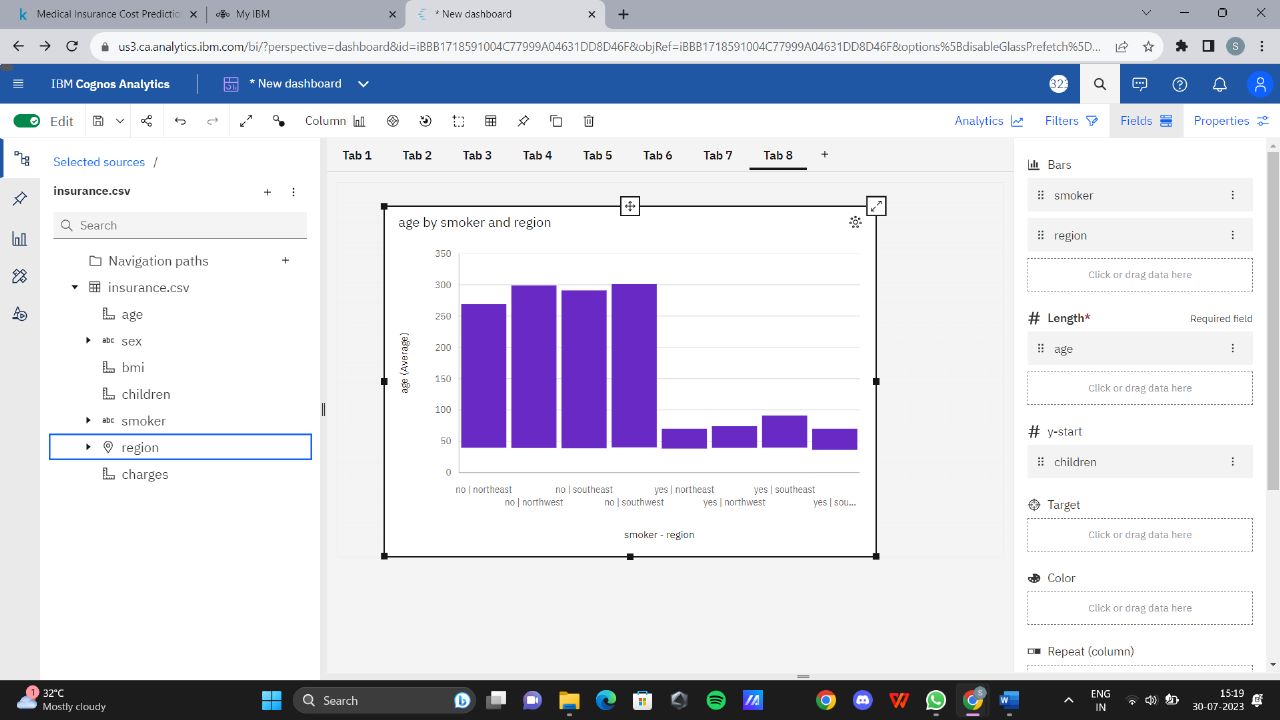 Medical Insurance Cost Predictio
My IBM
* New dashboard
us3.ca.analytics.ibm.com/bi/?perspective=dashboard&id=iBBB1718591004C77999A04631DD8D46F&objRef=iBBB1718591004C77999A04631DD8D46F&options%5BdisableGlassPrefetch%5D...
S
IBM Cognos Analytics
* New dashboard
32
Edit
Column
Analytics
Filters
Fields
Properties
Selected sources /
insurance.csv
Search
Navigation paths
insurance.csv
age
abc sex
bmi
children
abc smoker
region
charges
Tab 1 Tab 2 Tab 3 Tab 4 Tab 5 Tab 6 Tab 7 Tab 8
age by smoker and region
350
300
250
200
150
100
50
0
age (Average)
no | northeast no | southeast yes | northeast yes | southeast
no | northwest no | southwest yes | northwest yes | sou...
smoker - region
Bars
smoker
region
Click or drag data here
# Length* Required field
age
Click or drag data here
# y-start
children
Target
Click or drag data here
Color
Click or drag data here
Repeat (column)
1
32°C
Mostly cloudy
Search
S
ENG
IN
15:19
30-07-2023